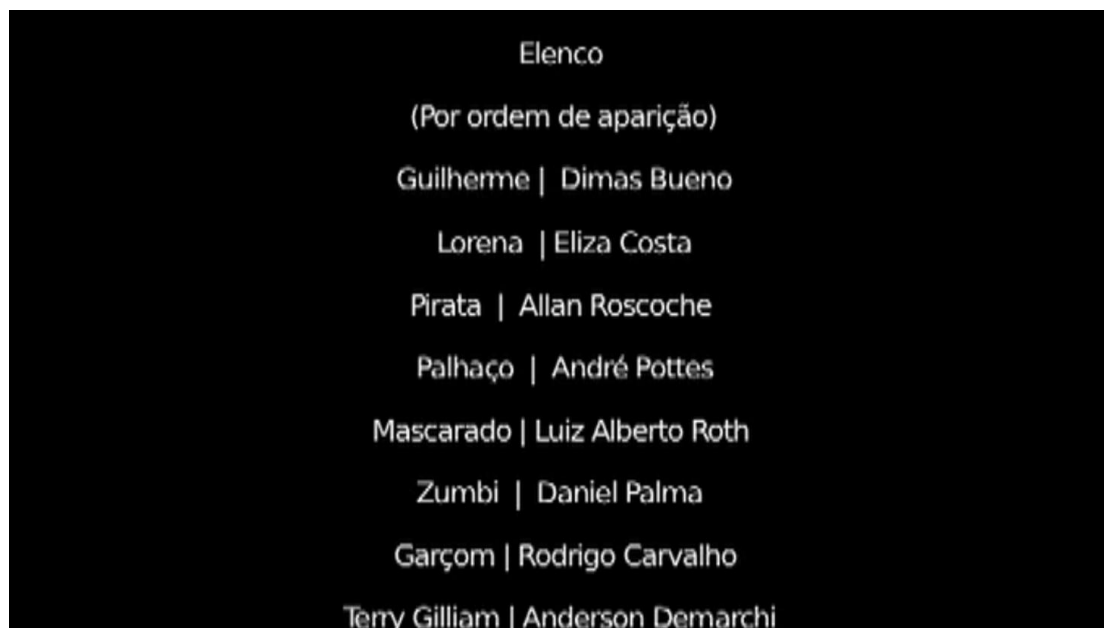 Elenco
(Por ordem de aparição)
Guilherme | Dimas Bueno
Lorena | Eliza Costa
Pirata | Allan Roscoche
Palhaço | André Pottes
Mascarado | Luiz Alberto Roth
Zumbi | Daniel Palma
Garçom | Rodrigo Carvalho
Terry Gilliam | Anderson Demarchi